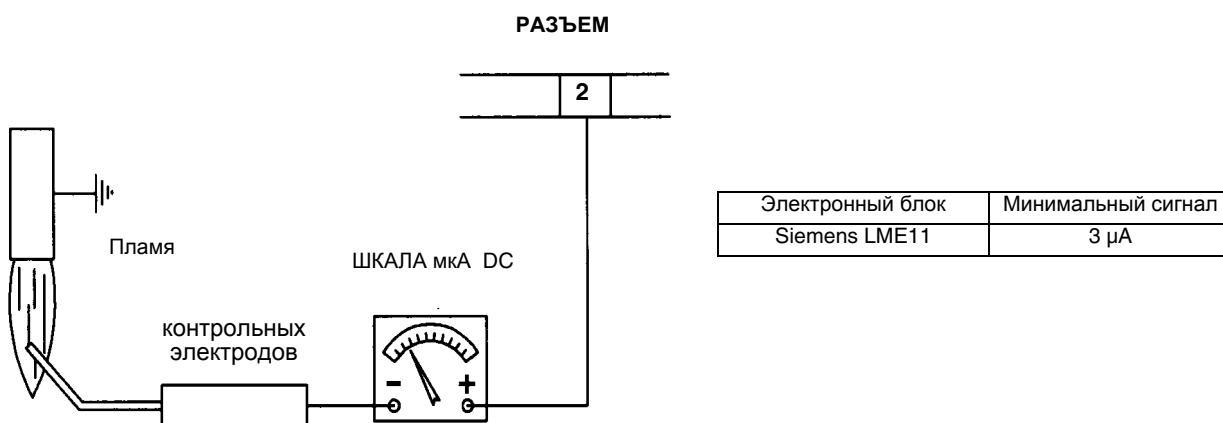 РАЗЪЕМ
2
Пламя
ШКАЛА мкА DC
контрольных
электродов
- +
Электронный блок Минимальный сигнал
Siemens LME11 3 µA